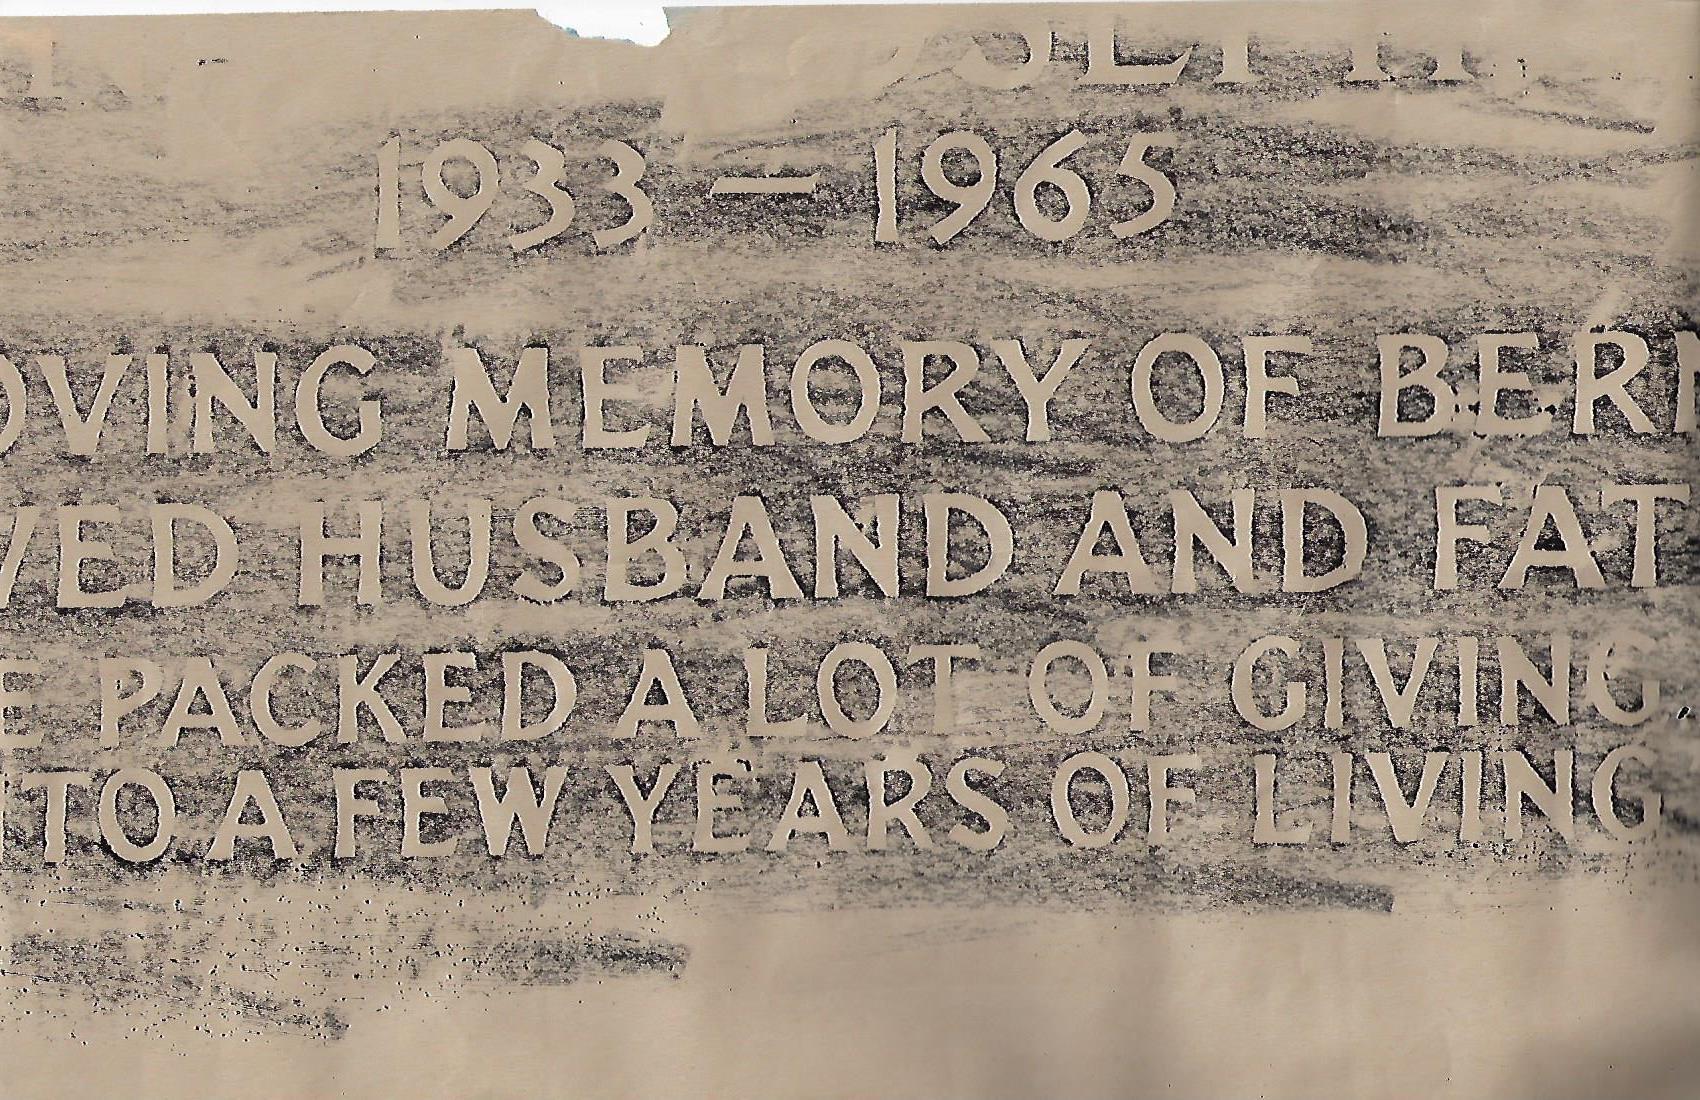 1933 — 1965
OVING MEMORY OF BER
VED HUSBAND AND FAT
E PACKED A LOT OF GIVING
TO A FEW YEARS OF LIVING